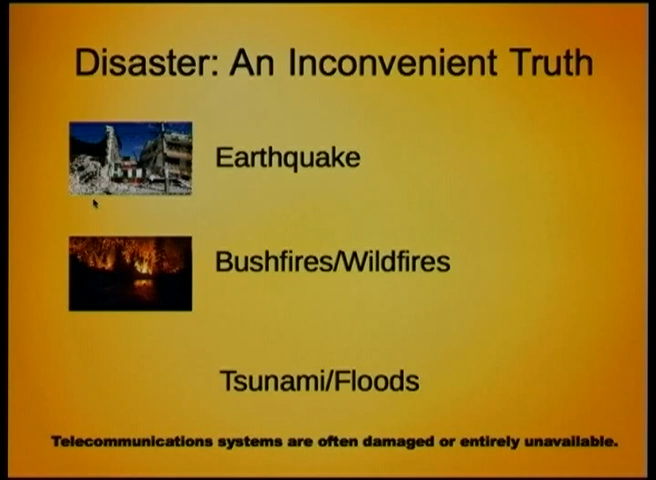 Disaster: An Inconvenient Truth
Earthquake
Bushfires/Wildfires
Tsunami/Floods
Telecommunications systems are often damaged or entirely unavailable.